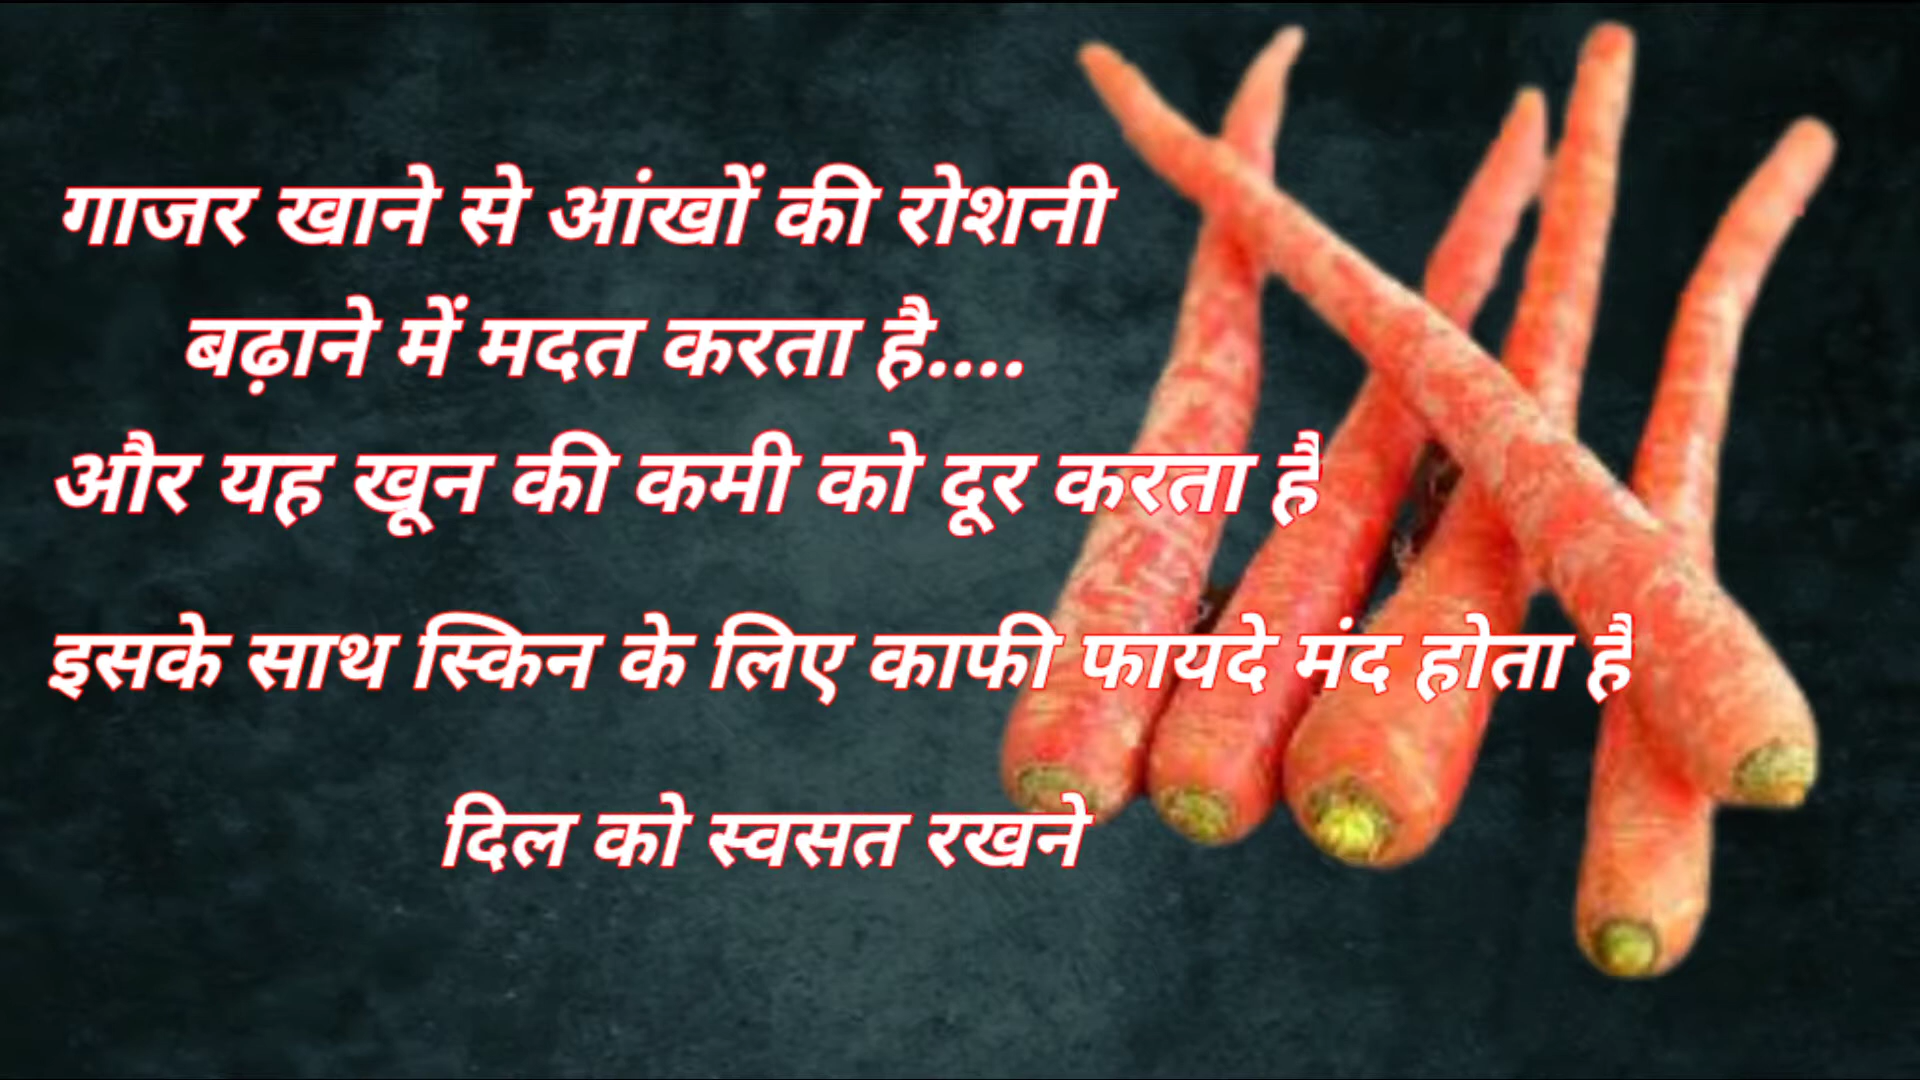 गाजर खाने से आंखों की रोशनी
बढ़ाने में मदत करता है....
और यह खून की कमी को दूर करता है
इसके साथ स्किन के लिए काफी फायदे मंद होता है
दिल को स्वसत रखने